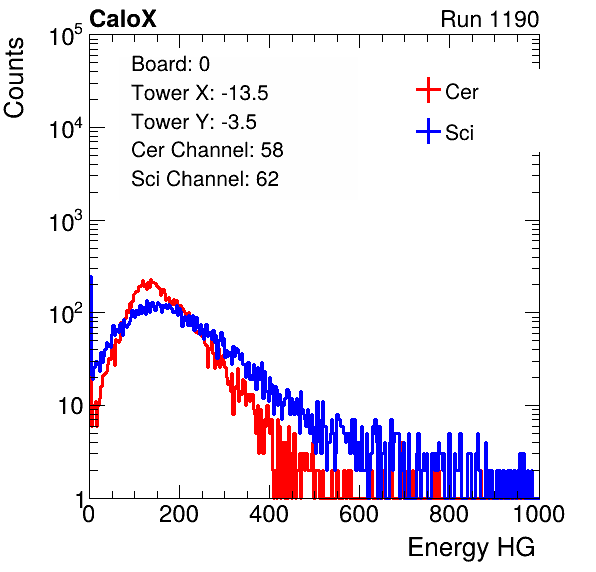 CaloX Run 1190
Counts
Board: 0
Tower X: -13.5
Tower Y: -3.5
Cer Channel: 58
Sci Channel: 62
Cer
Sci
10^5
10^4
10^3
10^2
10
1
0 200 400 600 800 1000
Energy HG